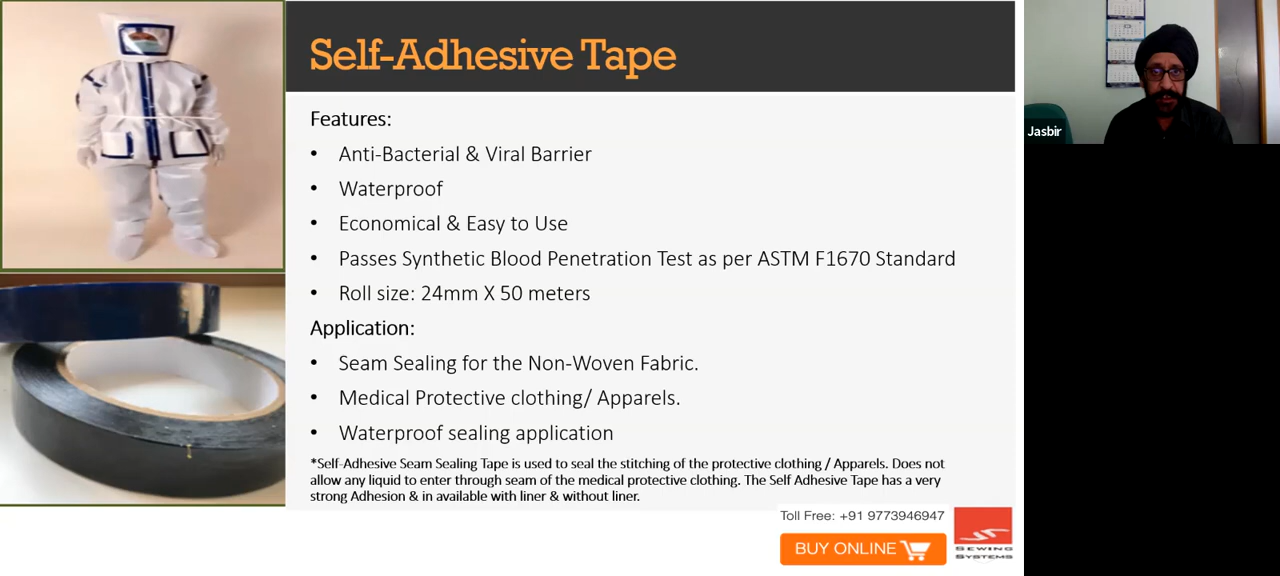 Self-Adhesive Tape
Features:
• Anti-Bacterial & Viral Barrier
• Waterproof
• Economical & Easy to Use
• Passes Synthetic Blood Penetration Test as per ASTM F1670 Standard
• Roll size: 24mm X 50 meters
Application:
• Seam Sealing for the Non-Woven Fabric.
• Medical Protective clothing/ Apparels.
• Waterproof sealing application
*Self-Adhesive Seam Sealing Tape is used to seal the stitching of the protective clothing / Apparels. Does not
allow any liquid to enter through seam of the medical protective clothing. The Self Adhesive Tape has a very
strong Adhesion & in available with liner & without liner.
Toll Free: +91 9773946947
BUY ONLINE
SEWING
SYSTEMS
Jasbir